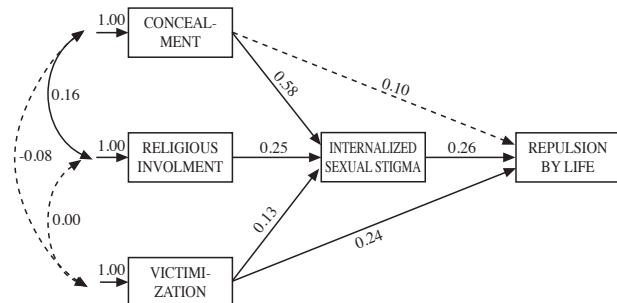 1.00
CONCEAL-
MENT
0.16
0.58
0.10
1.00
RELIGIOUS
INVOLMENT
0.25
INTERNALIZED
SEXUAL STIGMA
0.26
REPULSION
BY LIFE
-0.08
0.00
0.13
0.24
1.00
VICTIMI-
ZATION